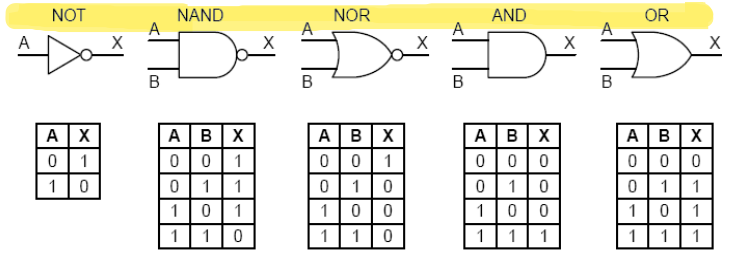 NOT NAND NOR AND OR
A X A X A X A X A X
B B B B
A X A B X A B X A B X A B X
0 1 0 0 1 0 0 1 0 0 0 0 0 0
1 0 0 1 1 0 1 0 0 1 0 0 1 1
1 0 1 1 0 0 1 0 0 1 0 1
1 1 0 1 1 0 1 1 1 1 1 1